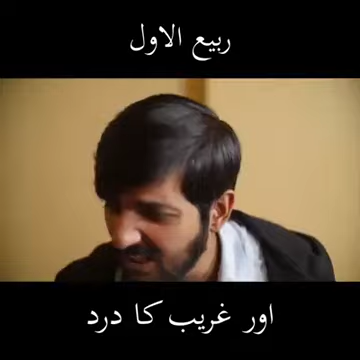 ربیع الاول
اور غریب کا درد